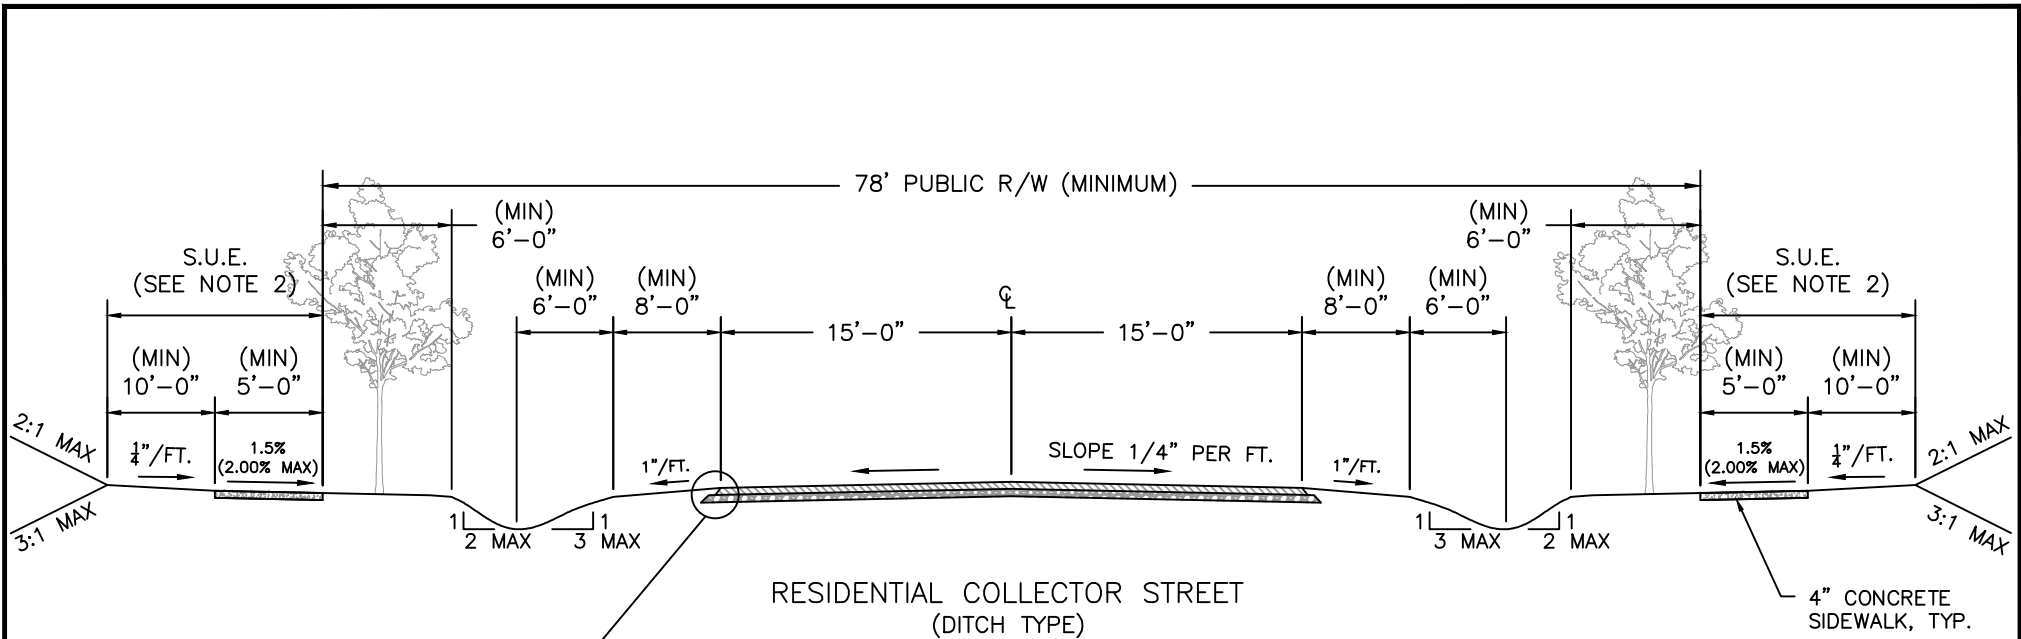 78' PUBLIC R/W (MINIMUM)
(MIN)
6'-0"
(MIN)
6'-0"
S.U.E.
(SEE NOTE 2)
S.U.E.
(SEE NOTE 2)
(MIN)
6'-0"
(MIN)
8'-0"
℄
(MIN)
8'-0"
(MIN)
6'-0"
15'-0"
15'-0"
(MIN)
10'-0"
(MIN)
5'-0"
(MIN)
5'-0"
(MIN)
10'-0"
2:1 MAX
1/4"/FT.
1.5%
(2.00% MAX)
1"/FT.
SLOPE 1/4" PER FT.
1"/FT.
1.5%
(2.00% MAX)
1/4"/FT.
2:1 MAX
3:1 MAX
1
2 MAX
1
3 MAX
1
3 MAX
1
2 MAX
3:1 MAX
RESIDENTIAL COLLECTOR STREET
(DITCH TYPE)
4" CONCRETE
SIDEWALK, TYP.